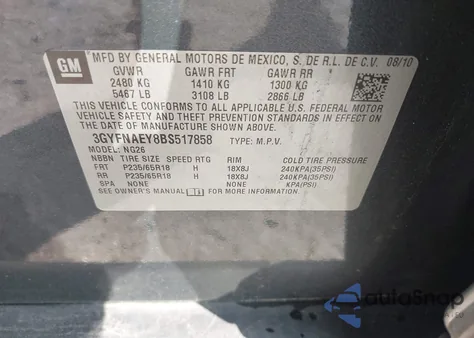 GM
MFD BY GENERAL MOTORS DE MEXICO, S. DE R.L. DE C.V. 08/10
GVWR GAWR FRT GAWR RR
2480 KG 1410 KG 1300 KG
5467 LB 3108 LB 2866 LB
THIS VEHICLE CONFORMS TO ALL APPLICABLE U.S. FEDERAL MOTOR
VEHICLE SAFETY AND THEFT PREVENTION STANDARDS IN EFFECT
ON THE DATE OF MANUFACTURE SHOWN ABOVE.
3GYFNAEY8BS517858 TYPE: M.P.V.
MODEL: NG26
NBBN TIRE SIZE SPEED RTG RIM COLD TIRE PRESSURE
FRT P235/65R18 H 18X8J 240KPA(35PSI)
RR P235/65R18 H 18X8J 240KPA(35PSI)
SPA NONE NONE KPA(PSI)
SEE OWNER'S MANUAL
AutoSnap